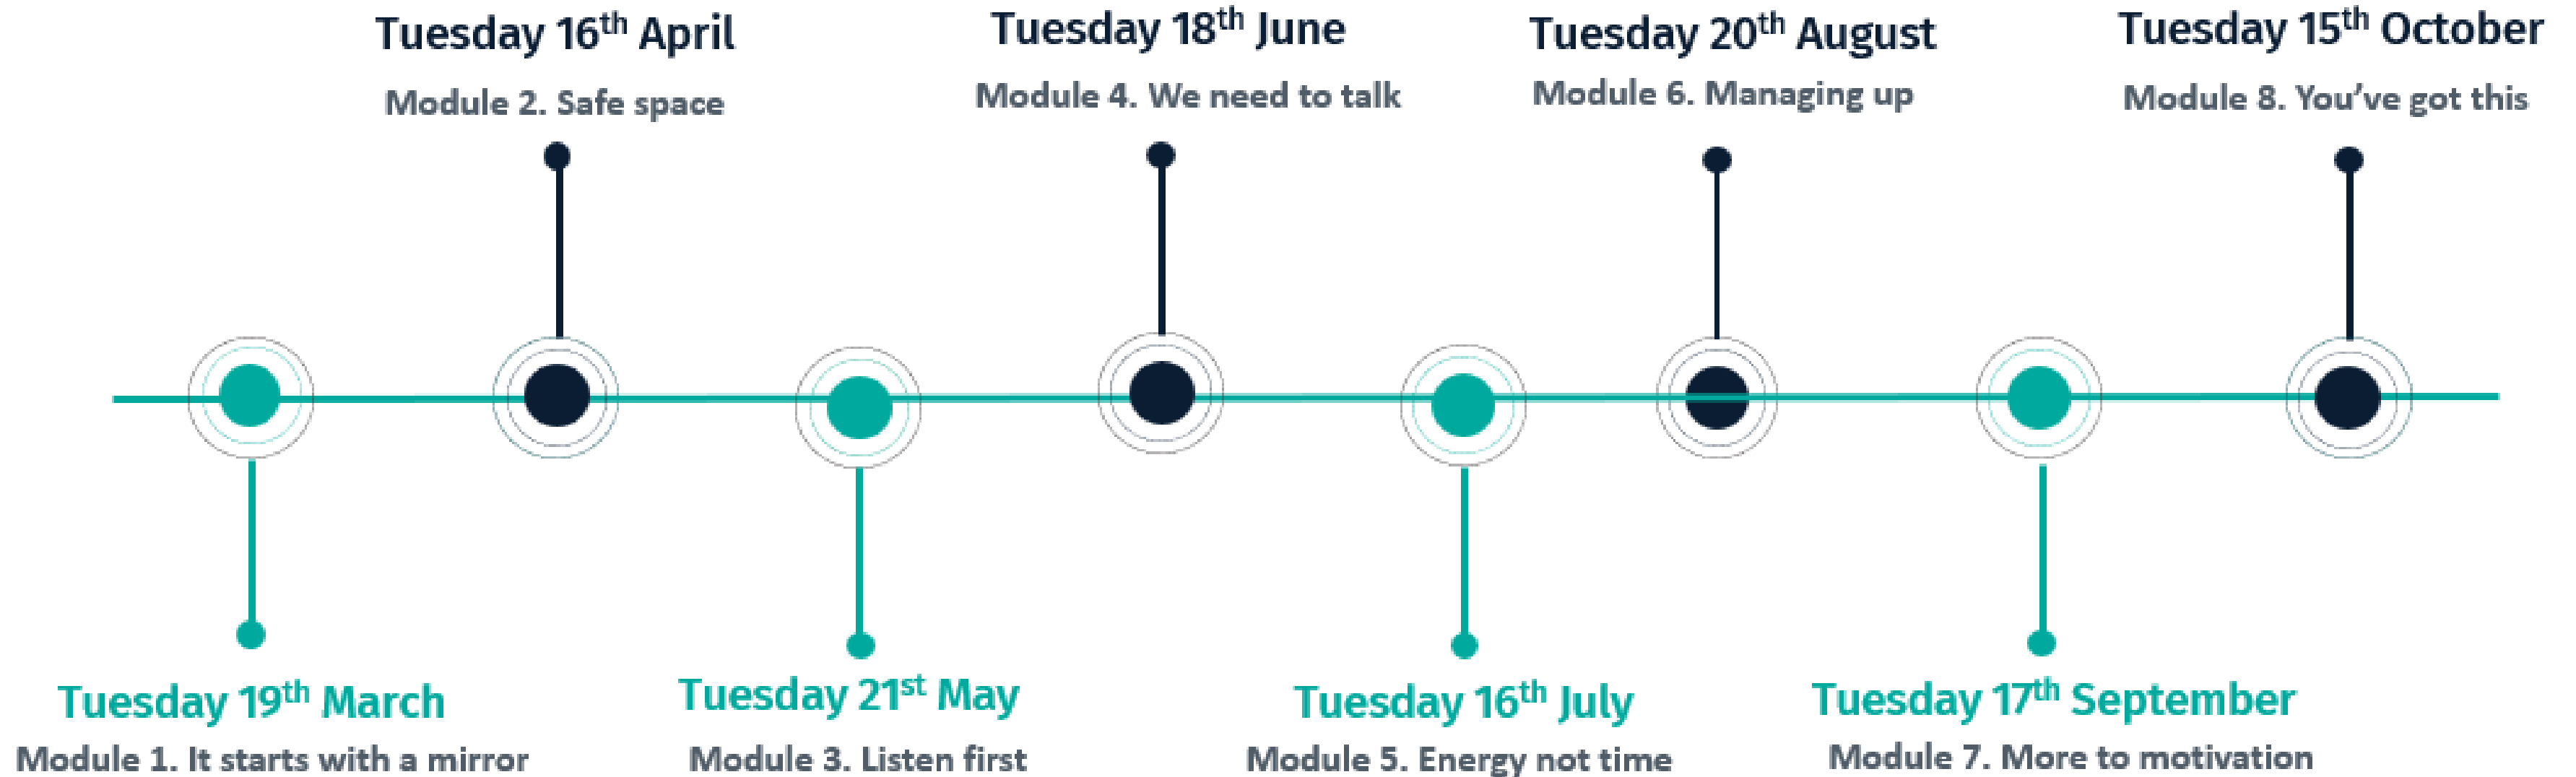 Tuesday 16th April
Module 2. Safe space
Tuesday 18th June
Module 4. We need to talk
Tuesday 20th August
Module 6. Managing up
Tuesday 15th October
Module 8. You've got this
Tuesday 19th March
Module 1. It starts with a mirror
Tuesday 21st May
Module 3. Listen first
Tuesday 16th July
Module 5. Energy not time
Tuesday 17th September
Module 7. More to motivation